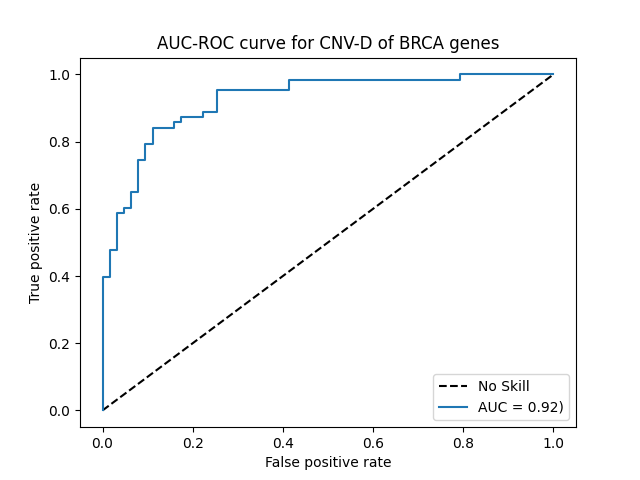 AUC-ROC curve for CNV-D of BRCA genes
1.0
0.8
0.6
0.4
0.2
0.0
True positive rate
No Skill
AUC = 0.92)
0.0 0.2 0.4 0.6 0.8 1.0
False positive rate